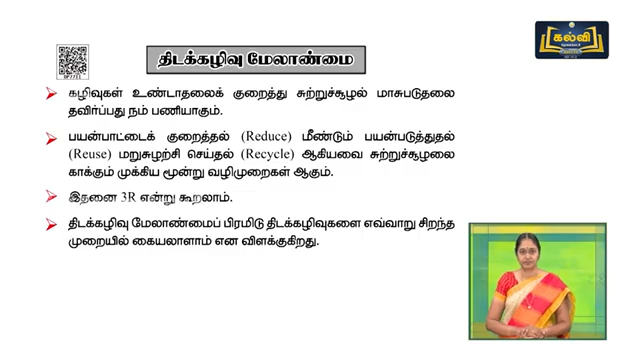 திடக்கழிவு மேலாண்மை
கல்வி
DP7711
கழிவுகள் உண்டாதலைக் குறைத்து சுற்றுச்சூழல் மாசுபடுதலை
தவிர்ப்பது நம் பணியாகும்.
பயன்பாட்டைக் குறைத்தல் (Reduce) மீண்டும் பயன்படுத்துதல்
(Reuse) மறுசுழற்சி செய்தல் (Recycle) ஆகியவை சுற்றுச்சூழலை
காக்கும் முக்கிய மூன்று வழிமுறைகள் ஆகும்.
இதனை 3R என்று கூறலாம்.
திடக்கழிவு மேலாண்மைப் பிரமிடு திடக்கழிவுகளை எவ்வாறு சிறந்த
முறையில் கையலாளாம் என விளக்குகிறது.